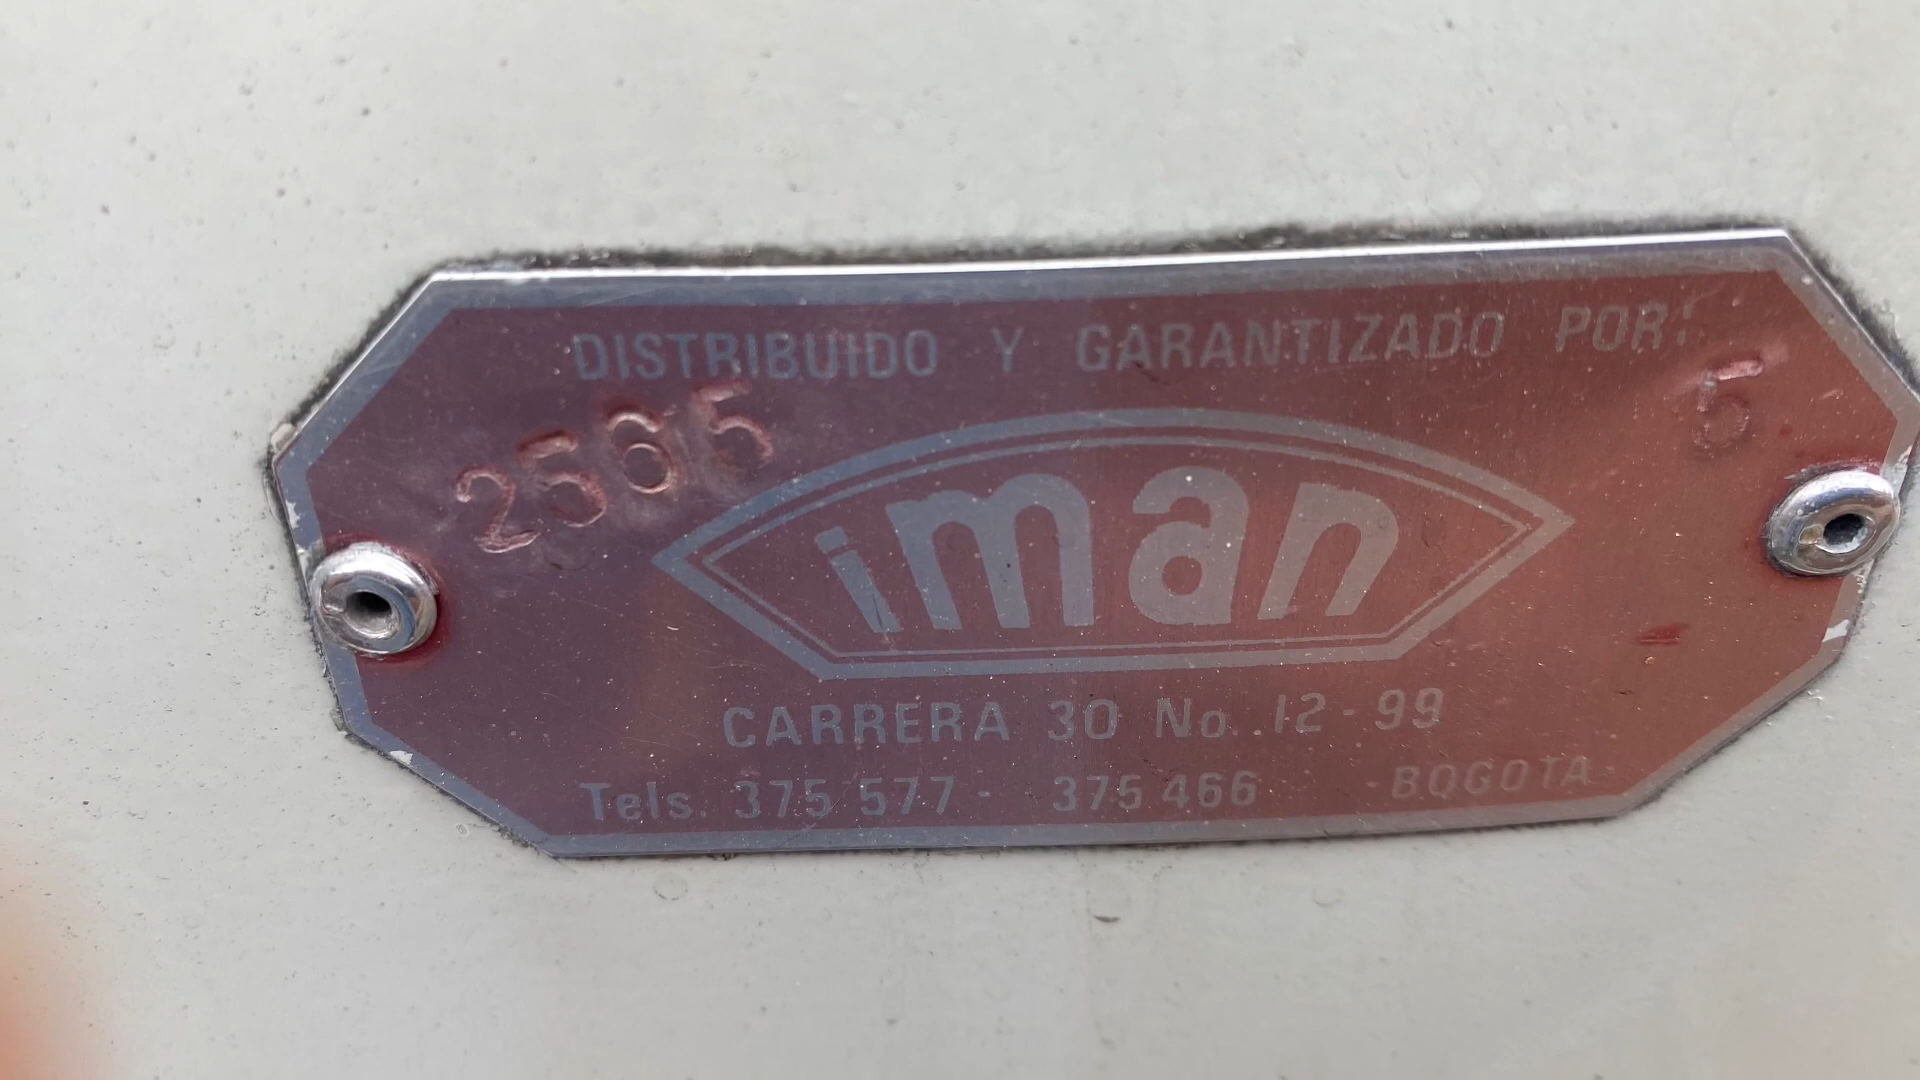 DISTRIBUIDO Y GARANTIZADO POR:
2565
5
iman
CARRERA 30 No. 12-99
Tels. 375 577 - 375 466 -BOGOTA-